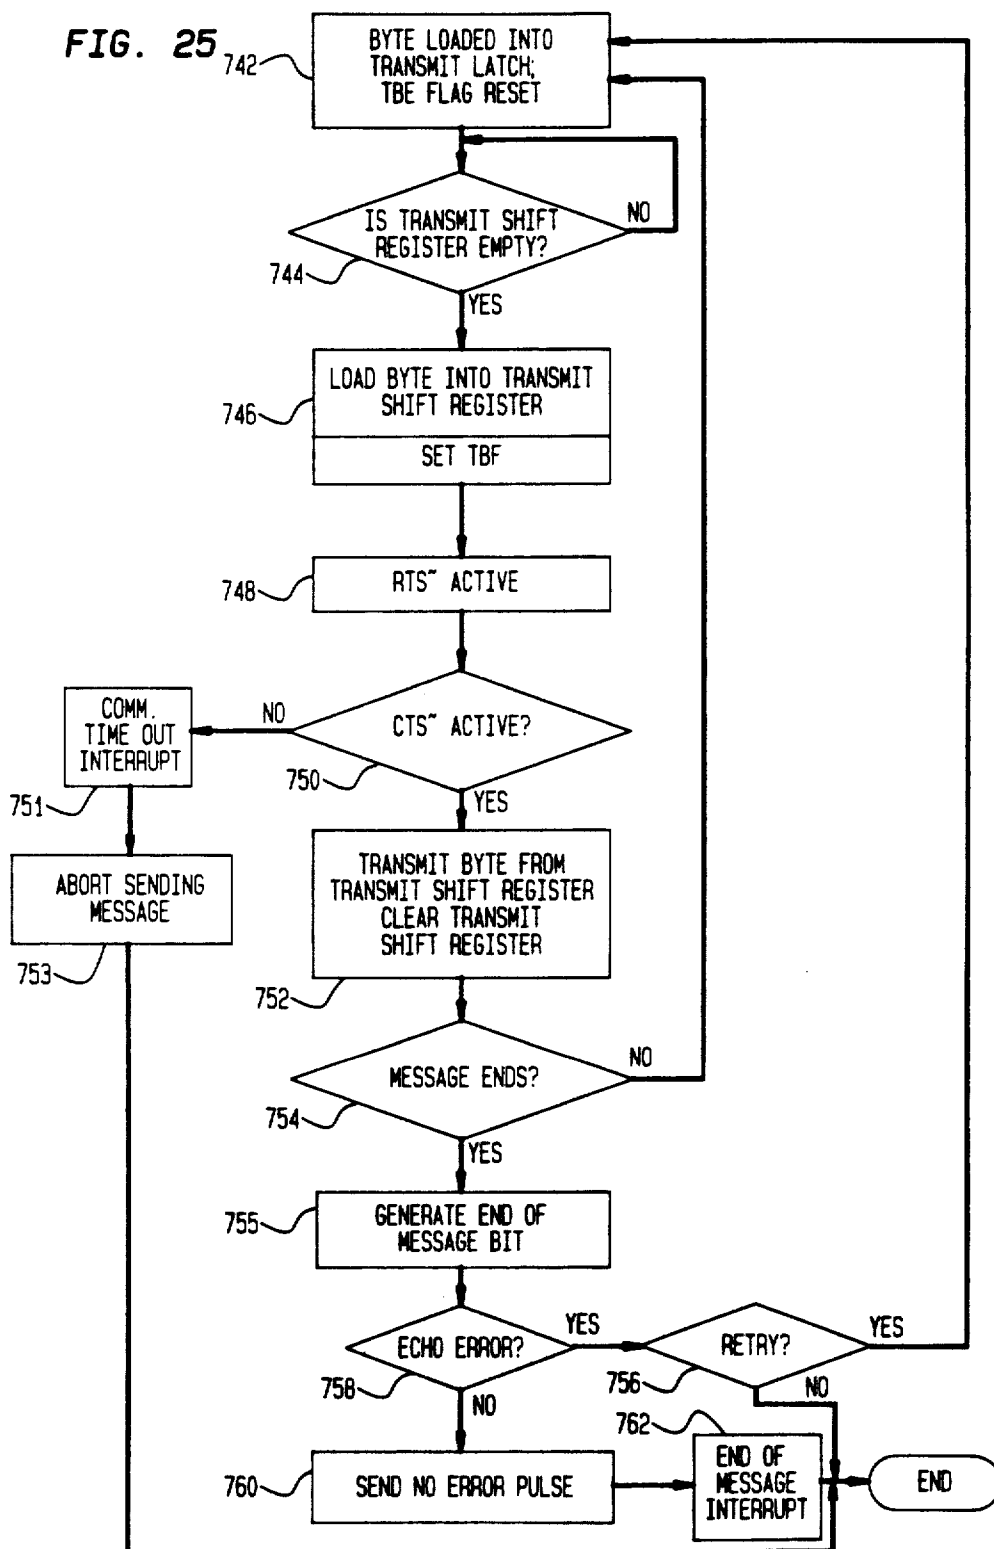 FIG. 25
742
BYTE LOADED INTO
TRANSMIT LATCH;
TBE FLAG RESET
IS TRANSMIT SHIFT
REGISTER EMPTY?
NO
744
YES
LOAD BYTE INTO TRANSMIT
SHIFT REGISTER
746
SET TBF
RTS~ ACTIVE
748
CTS~ ACTIVE?
NO
750
YES
COMM.
TIME OUT
INTERRUPT
751
ABORT SENDING
MESSAGE
753
TRANSMIT BYTE FROM
TRANSMIT SHIFT REGISTER
CLEAR TRANSMIT
SHIFT REGISTER
752
MESSAGE ENDS?
NO
754
YES
755
GENERATE END OF
MESSAGE BIT
ECHO ERROR?
YES
758
NO
RETRY?
YES
756
NO
762
END OF
MESSAGE
INTERRUPT
760
SEND NO ERROR PULSE
END